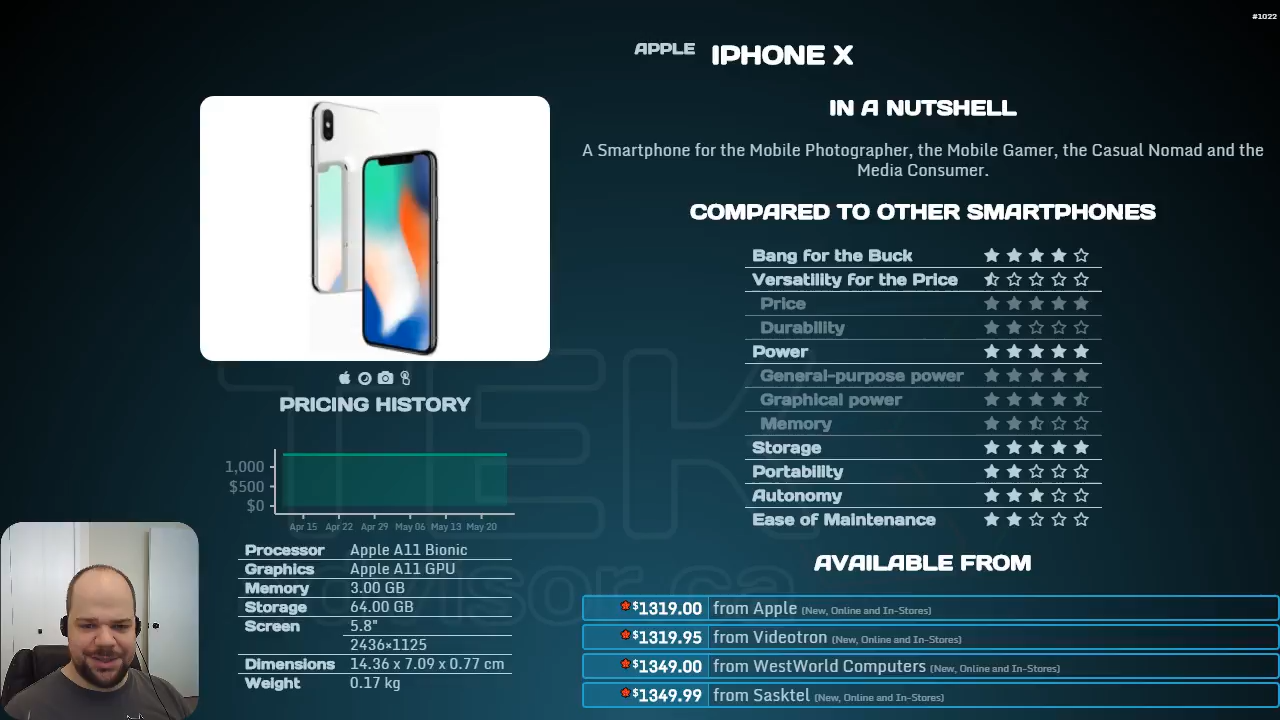 #1022
APPLE IPHONE X
IN A NUTSHELL
A Smartphone for the Mobile Photographer, the Mobile Gamer, the Casual Nomad and the
Media Consumer.
COMPARED TO OTHER SMARTPHONES
Bang for the Buck
Versatility for the Price
Price
Durability
Power
General-purpose power
Graphical power
Memory
Storage
Portability
Autonomy
Ease of Maintenance
PRICING HISTORY
1,000
$500
$0
Apr 15 Apr 22 Apr 29 May 06 May 13 May 20
Processor Apple A11 Bionic
Graphics Apple A11 GPU
Memory 3.00 GB
Storage 64.00 GB
Screen 5.8"
2436×1125
Dimensions 14.36 x 7.09 x 0.77 cm
Weight 0.17 kg
AVAILABLE FROM
$1319.00 from Apple (New, Online and In-Stores)
$1319.95 from Videotron (New, Online and In-Stores)
$1349.00 from WestWorld Computers (New, Online and In-Stores)
$1349.99 from Sasktel (New, Online and In-Stores)